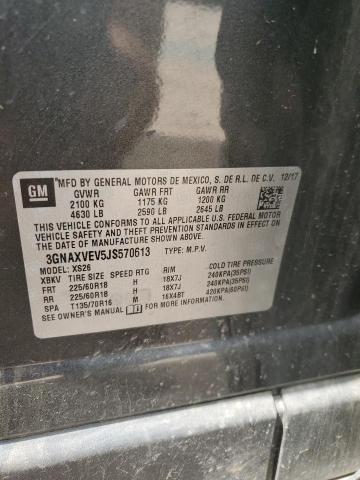 GM
MFD BY GENERAL MOTORS DE MEXICO, S. DE R.L. DE C.V. 12/17
GVWR GAWR FRT GAWR RR
2100 KG 1175 KG 1200 KG
4630 LB 2590 LB 2645 LB
THIS VEHICLE CONFORMS TO ALL APPLICABLE U.S. FEDERAL MOTOR
VEHICLE SAFETY AND THEFT PREVENTION STANDARDS IN EFFECT ON
THE DATE OF MANUFACTURE SHOWN ABOVE.
3GNAXVEV5JS570613 TYPE: M.P.V.
MODEL: XS26
XBKV TIRE SIZE SPEED RTG RIM COLD TIRE PRESSURE
FRT 225/60R18 H 18X7J 240KPA(35PSI)
RR 225/60R18 H 18X7J 240KPA(35PSI)
SPA T135/70R16 M 16X4BT 420KPA(60PSI)
SEE OWNER'S MANUAL FOR MORE INFORMATION